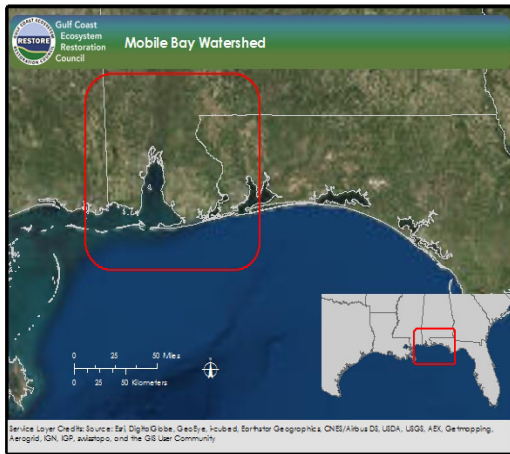 Gulf Coast
Ecosystem
Restoration
Council
RESTORE
Mobile Bay Watershed
0 25 50 Miles
0 25 50 Kilometers
Service Layer Credits: Source: Esri, DigitalGlobe, GeoEye, i-cubed, Earthstar Geographics, CNES/Airbus DS, USDA, USGS, AEX, Getmapping,
Aerogrid, IGN, IGP, swisstopo, and the GIS User Community